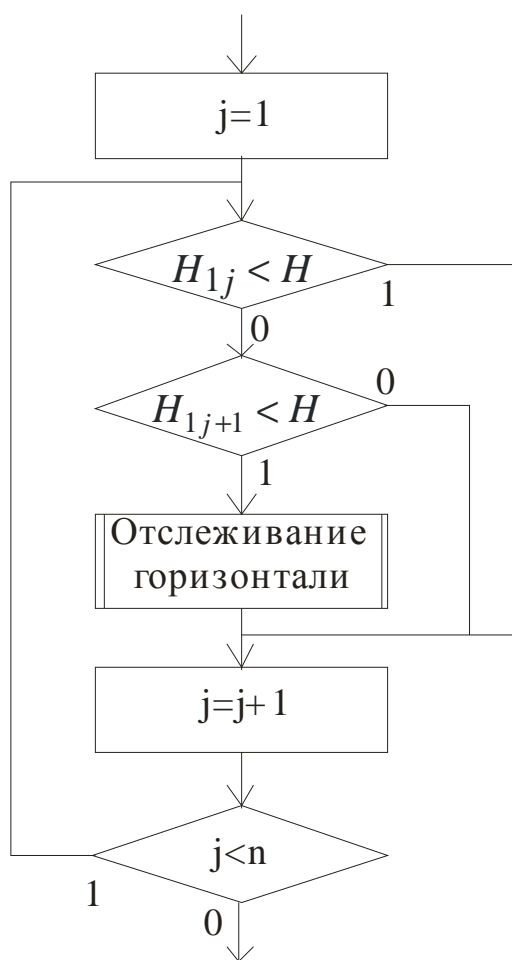 j=1
H1j < H
1
0
0
H1j+1 < H
1
Отслеживание
горизонтали
j=j+1
j<n
1
0